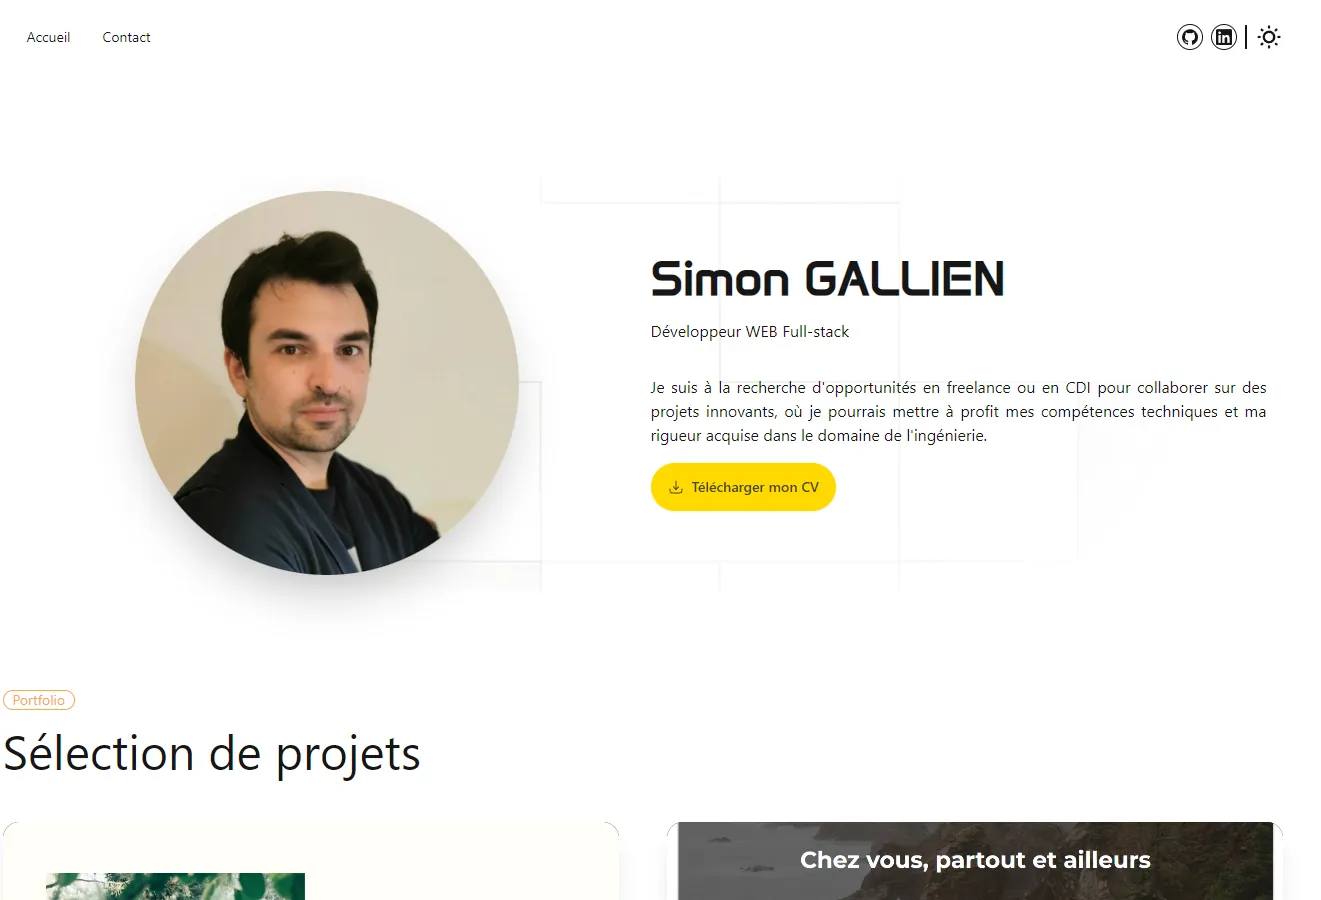 Accueil
Contact
Simon GALLIEN
Développeur WEB Full-stack
Je suis à la recherche d'opportunités en freelance ou en CDI pour collaborer sur des
projets innovants, où je pourrais mettre à profit mes compétences techniques et ma
rigueur acquise dans le domaine de l'ingénierie.
Télécharger mon CV
Portfolio
Sélection de projets
Chez vous, partout et ailleurs